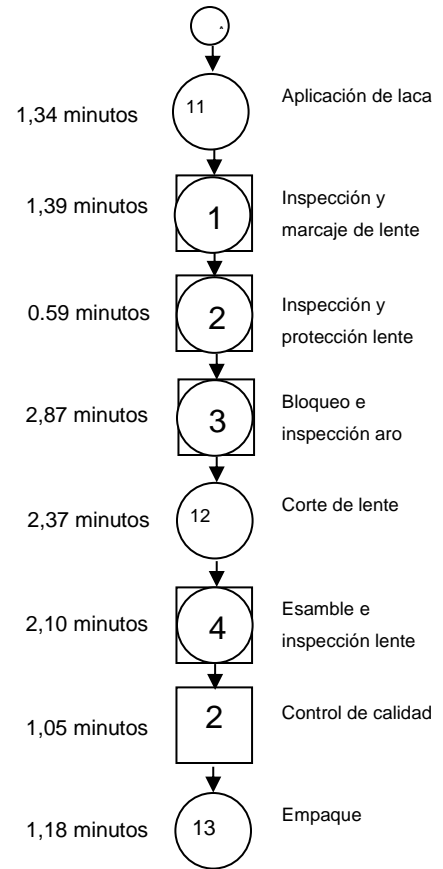 1,34 minutos
11
Aplicación de laca
1,39 minutos
1
Inspección y
marcaje de lente
0.59 minutos
2
Inspección y
protección lente
2,87 minutos
3
Bloqueo e
inspección aro
2,37 minutos
12
Corte de lente
2,10 minutos
4
Esamble e
inspección lente
1,05 minutos
2
Control de calidad
1,18 minutos
13
Empaque